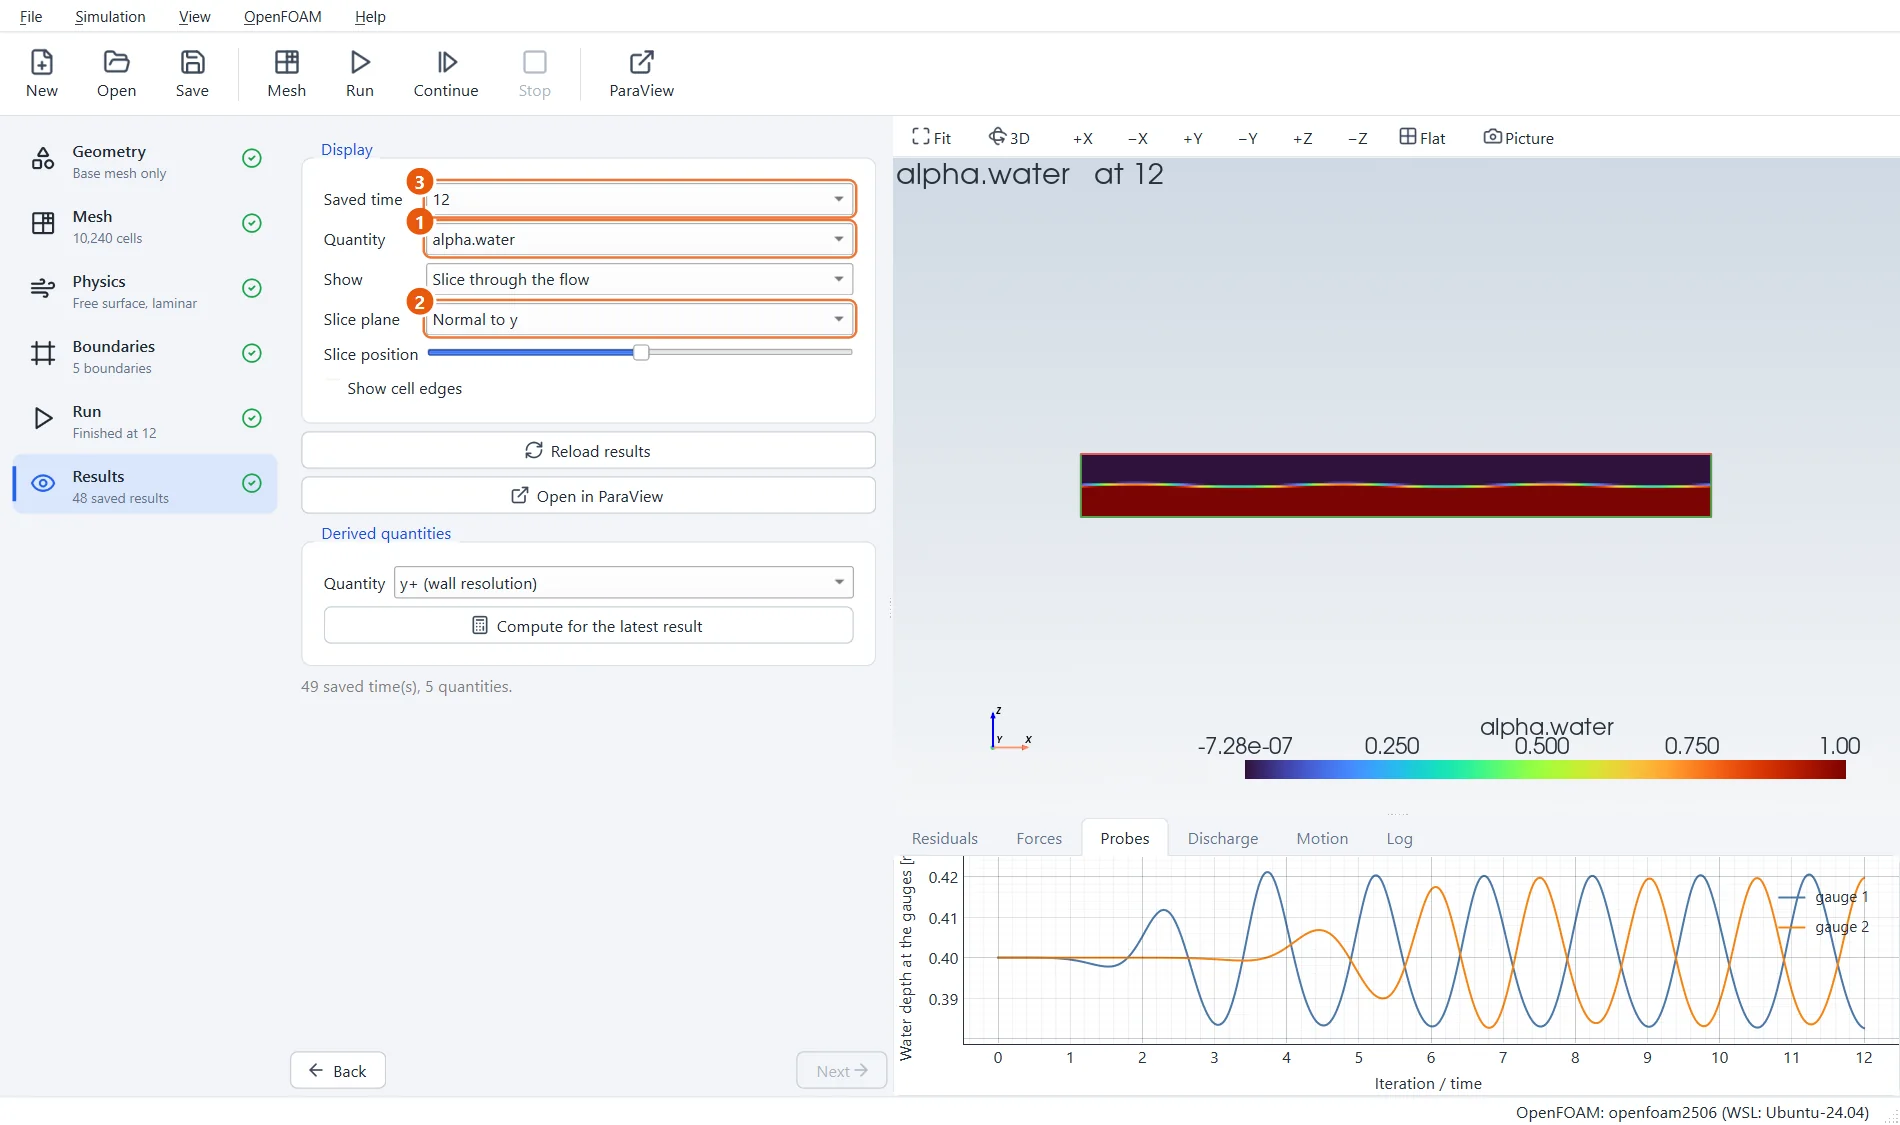 File Simulation View OpenFOAM Help
New Open Save Mesh Run Continue Stop ParaView
Geometry
Base mesh only
Mesh
10,240 cells
Physics
Free surface, laminar
Boundaries
5 boundaries
Run
Finished at 12
Results
48 saved results
Display
3
Saved time 12
1
Quantity alpha.water
Show Slice through the flow
2
Slice plane Normal to y
Slice position
Show cell edges
Reload results
Open in ParaView
Derived quantities
Quantity y+ (wall resolution)
Compute for the latest result
49 saved time(s), 5 quantities.
Back Next
Fit 3D +X −X +Y −Y +Z −Z Flat Picture
alpha.water at 12
Z
Y X
alpha.water
-7.28e-07 0.250 0.500 0.750 1.00
Residuals Forces Probes Discharge Motion Log
Water depth at the gauges [
0.42
0.41
0.40
0.39
gauge 1
gauge 2
0 1 2 3 4 5 6 7 8 9 10 11 12
Iteration / time
OpenFOAM: openfoam2506 (WSL: Ubuntu-24.04)